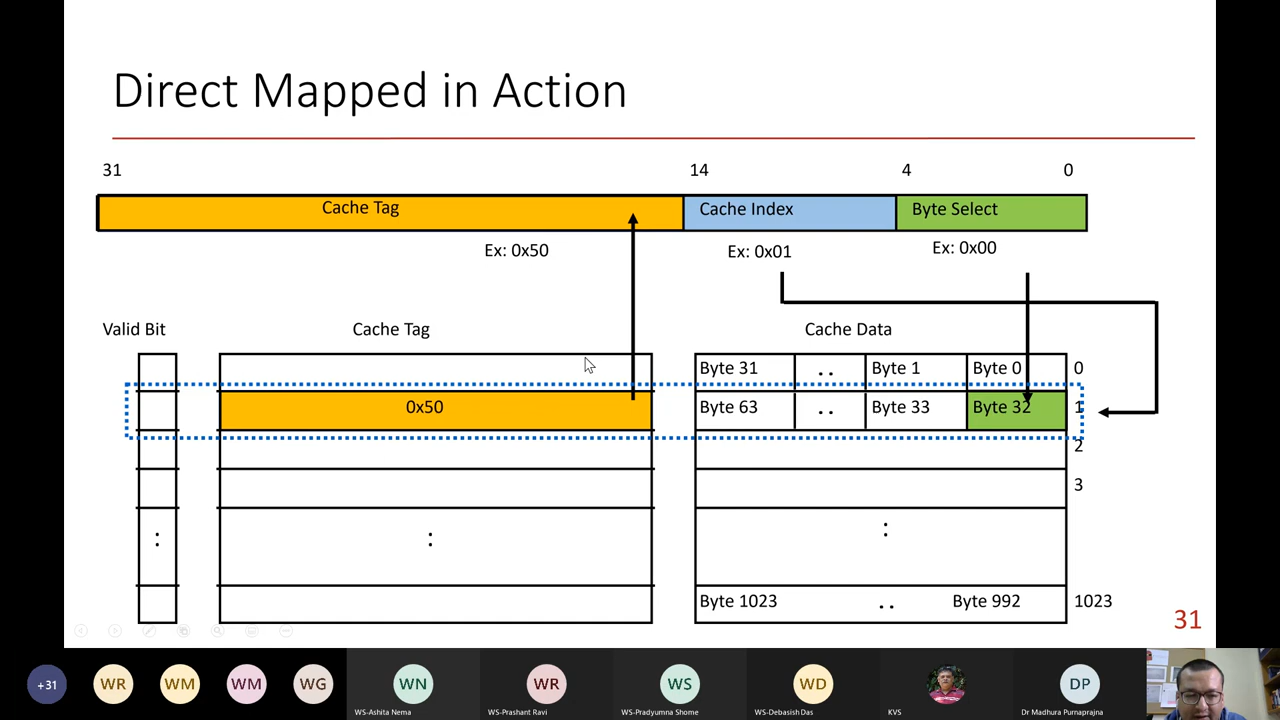 Direct Mapped in Action
31 14 4 0
Cache Tag Cache Index Byte Select
Ex: 0x50 Ex: 0x01 Ex: 0x00
Valid Bit Cache Tag Cache Data
Byte 31 .. Byte 1 Byte 0 0
0x50 Byte 63 .. Byte 33 Byte 32 1
2
3
: : :
Byte 1023 .. Byte 992 1023
31
+31 WR WM WM WG WN WR WS WD DP
WS-Ashita Nema WS-Prashant Ravi WS-Pradyumna Shome WS-Debasish Das KVS Dr Madhura Purnaprajna